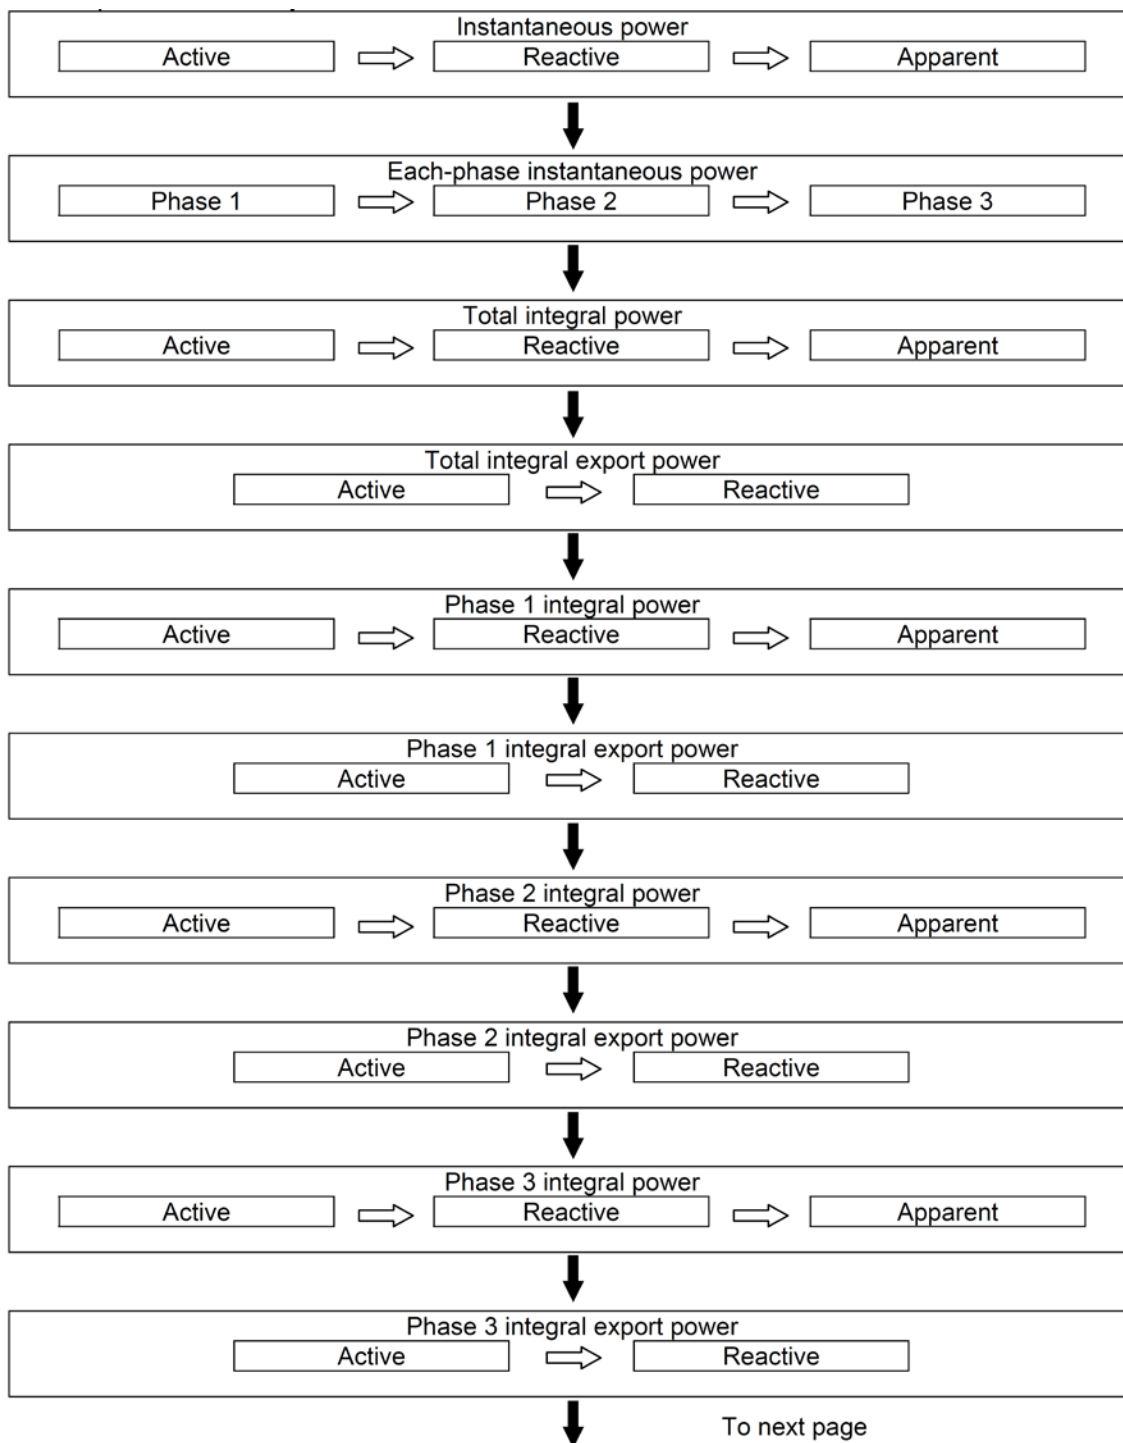 Instantaneous power
Active Reactive Apparent
Each-phase instantaneous power
Phase 1 Phase 2 Phase 3
Total integral power
Active Reactive Apparent
Total integral export power
Active Reactive
Phase 1 integral power
Active Reactive Apparent
Phase 1 integral export power
Active Reactive
Phase 2 integral power
Active Reactive Apparent
Phase 2 integral export power
Active Reactive
Phase 3 integral power
Active Reactive Apparent
Phase 3 integral export power
Active Reactive
To next page